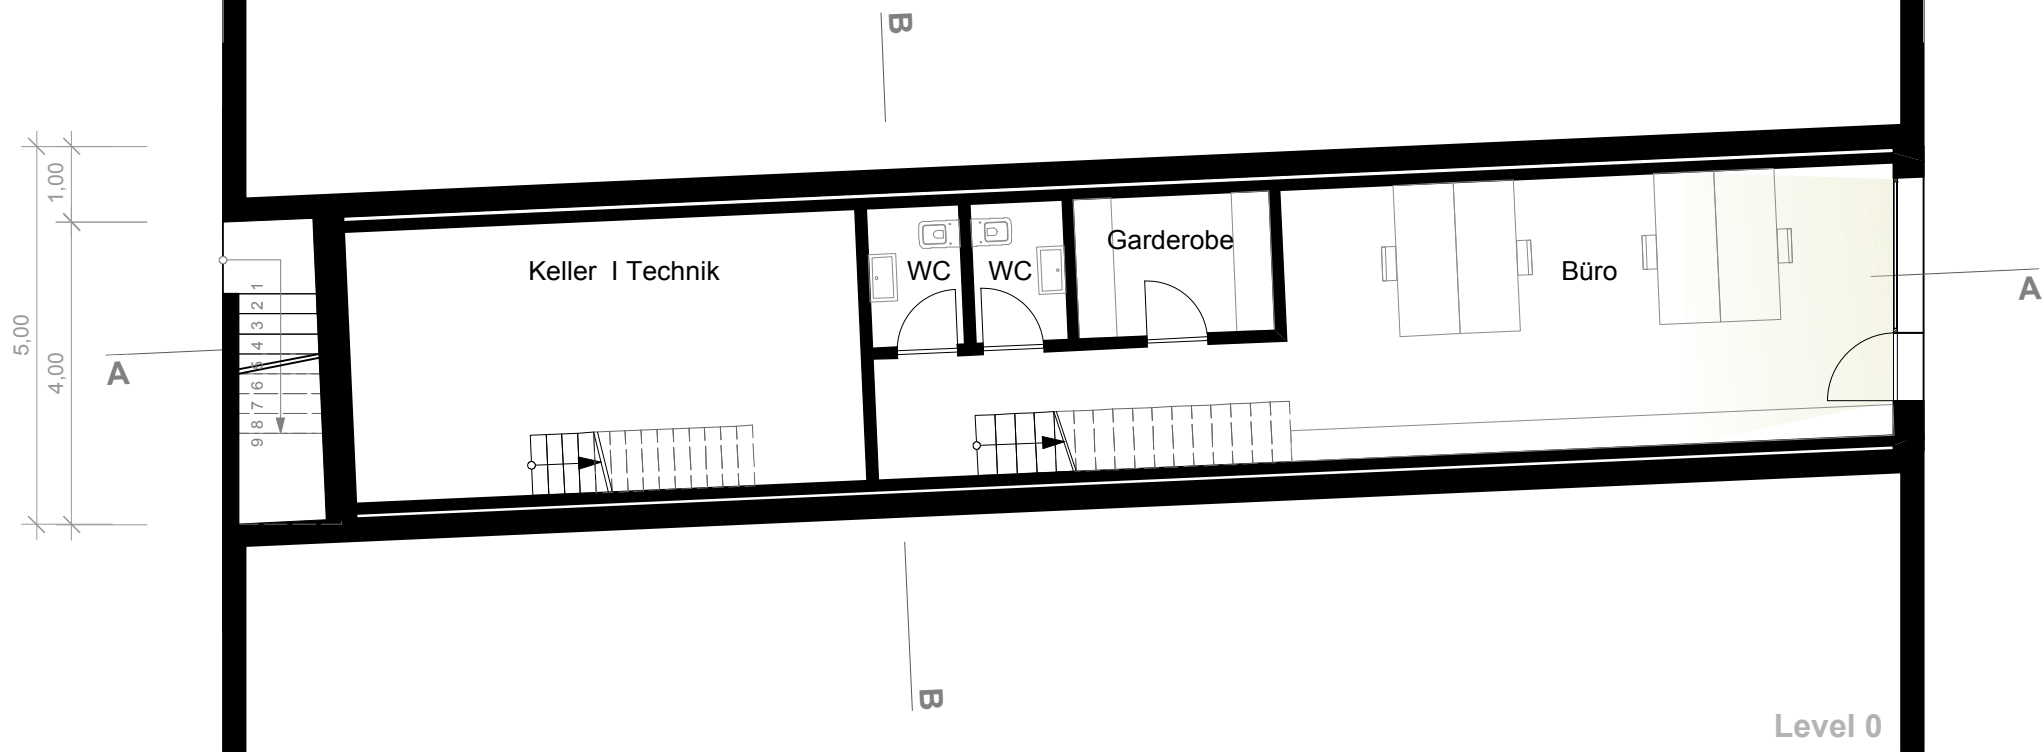 B
1,00
5,00
4,00
A
1
2
3
4
5
6
7
8
9
Keller I Technik
WC
WC
Garderobe
Büro
A
B
Level 0